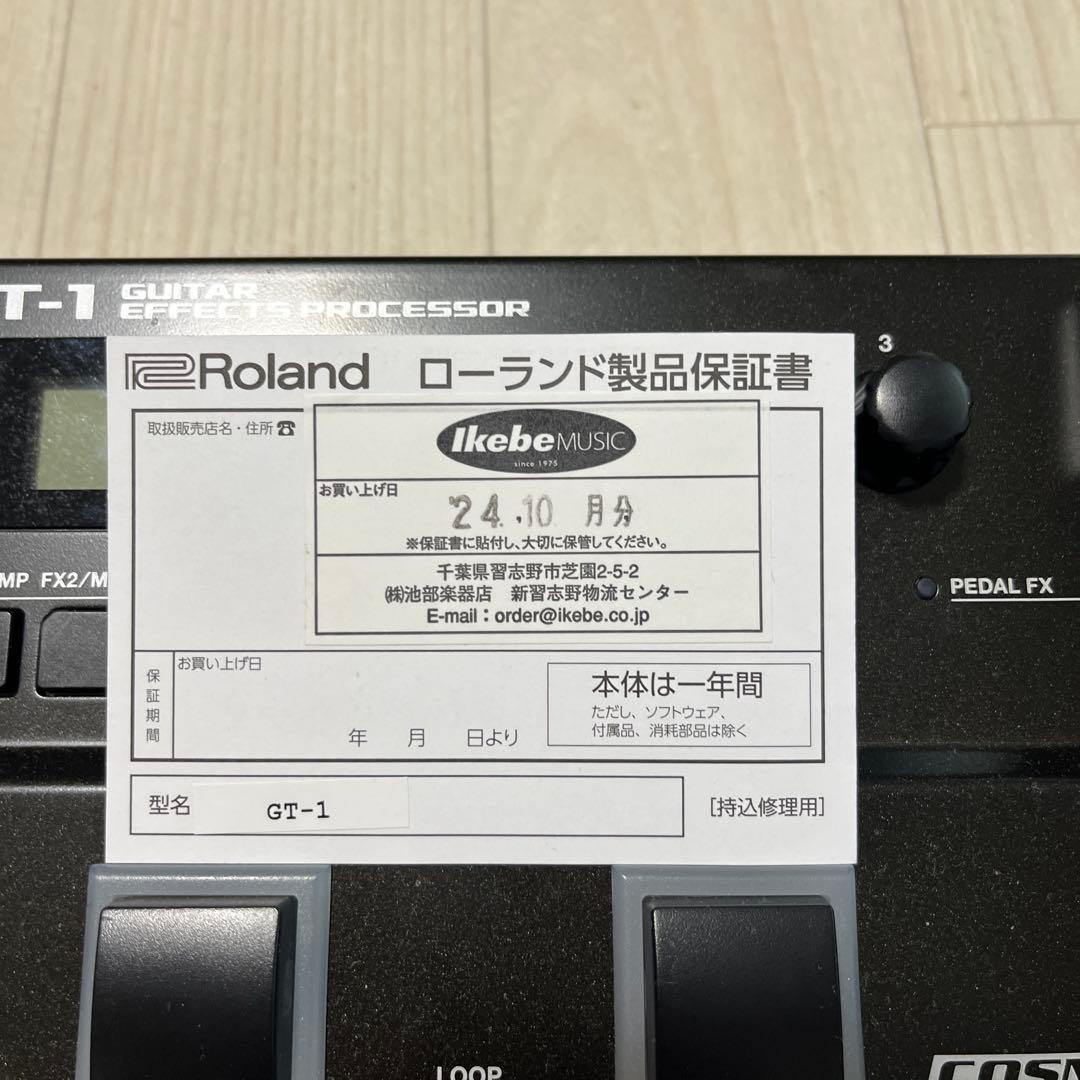 T-1 GUITAR
EFFECTS PROCESSOR
3
Roland ローランド製品保証書
取扱販売店名・住所☎
Ikebe MUSIC
since 1975
お買い上げ日
'24.10 月分
※保証書に貼付し、大切に保管してください。
千葉県習志野市芝園2-5-2
㈱池部楽器店 新習志野物流センター
E-mail：order@ikebe.co.jp
MP FX2/M
PEDAL FX
保証期間
お買い上げ日
年 月 日より
本体は一年間
ただし、ソフトウェア、
付属品、消耗部品は除く
型名 GT-1
[持込修理用]
LOOP
COSM